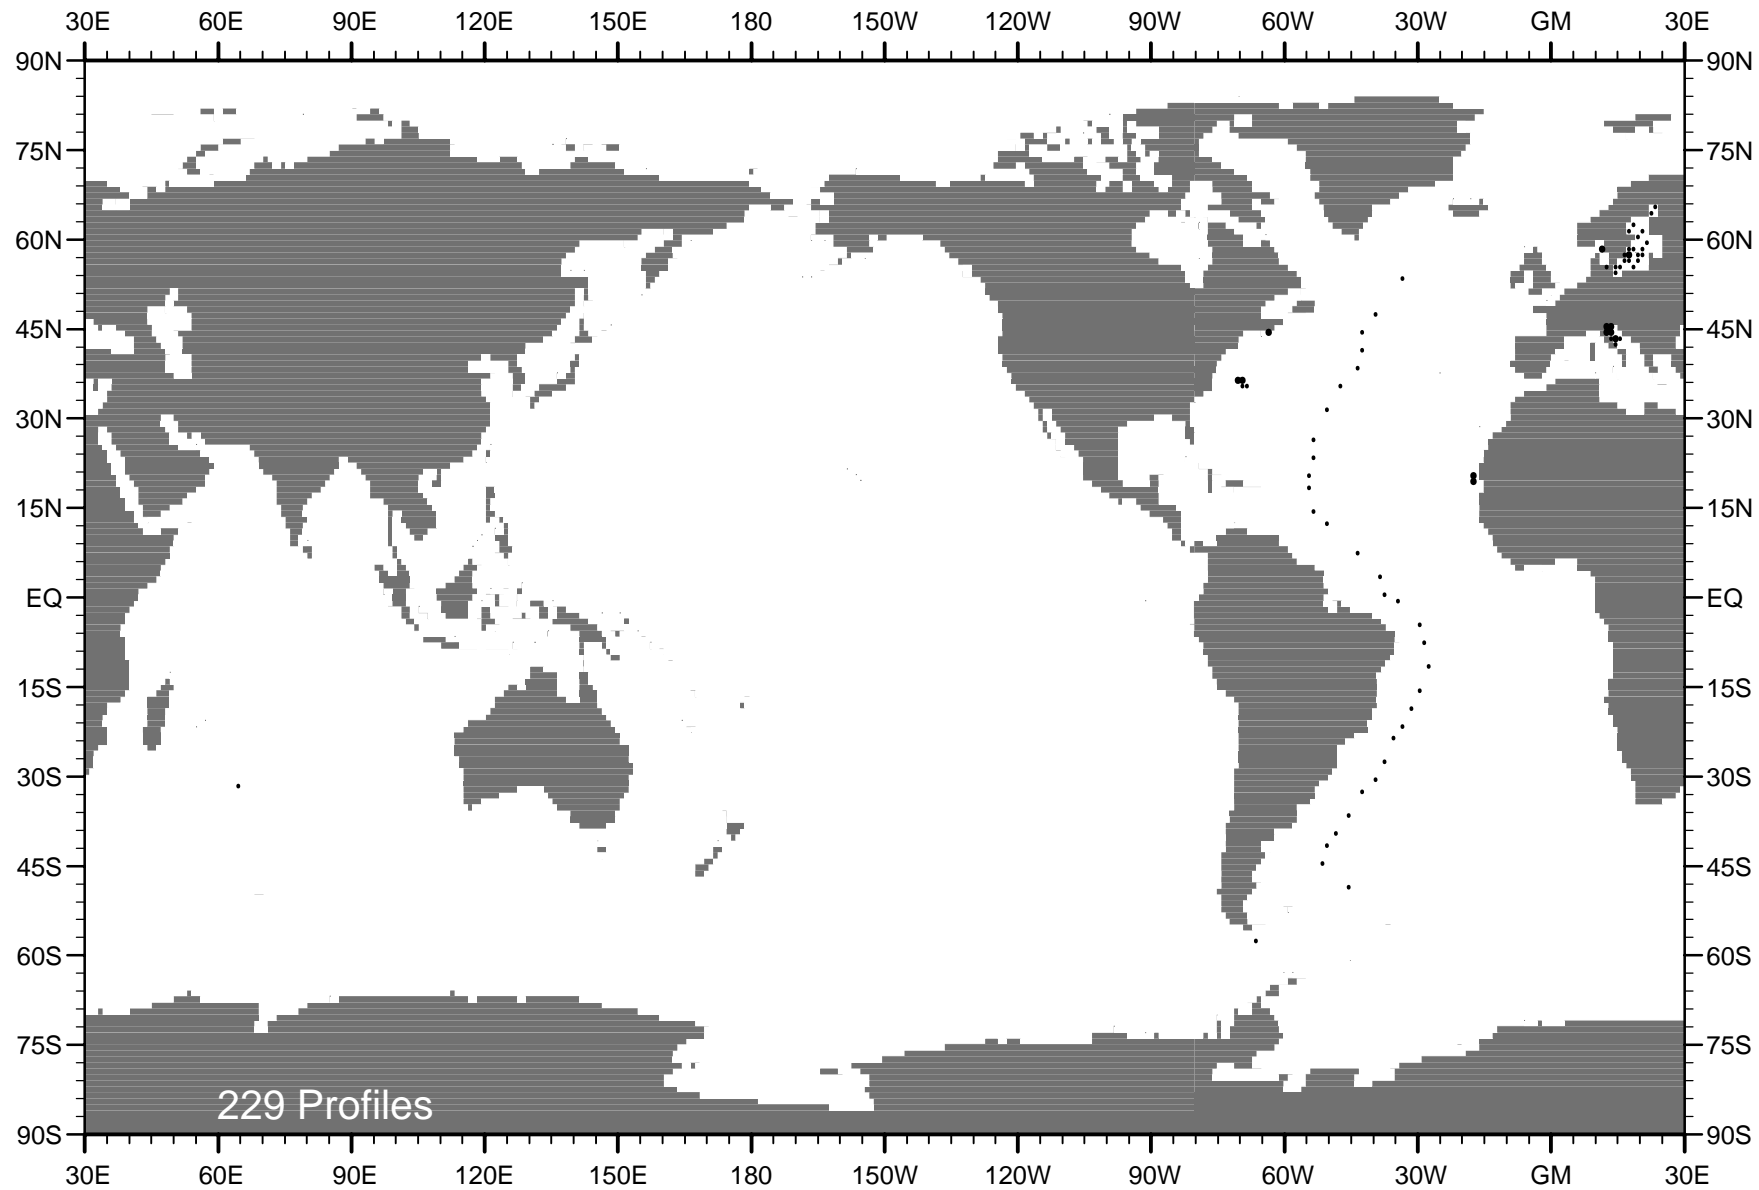 30E 60E 90E 120E 150E 180 150W 120W 90W 60W 30W GM 30E
90N 90N
75N 75N
60N 60N
45N 45N
30N 30N
15N 15N
EQ EQ
15S 15S
30S 30S
45S 45S
60S 60S
75S 75S
229 Profiles
90S 90S
30E 60E 90E 120E 150E 180 150W 120W 90W 60W 30W GM 30E